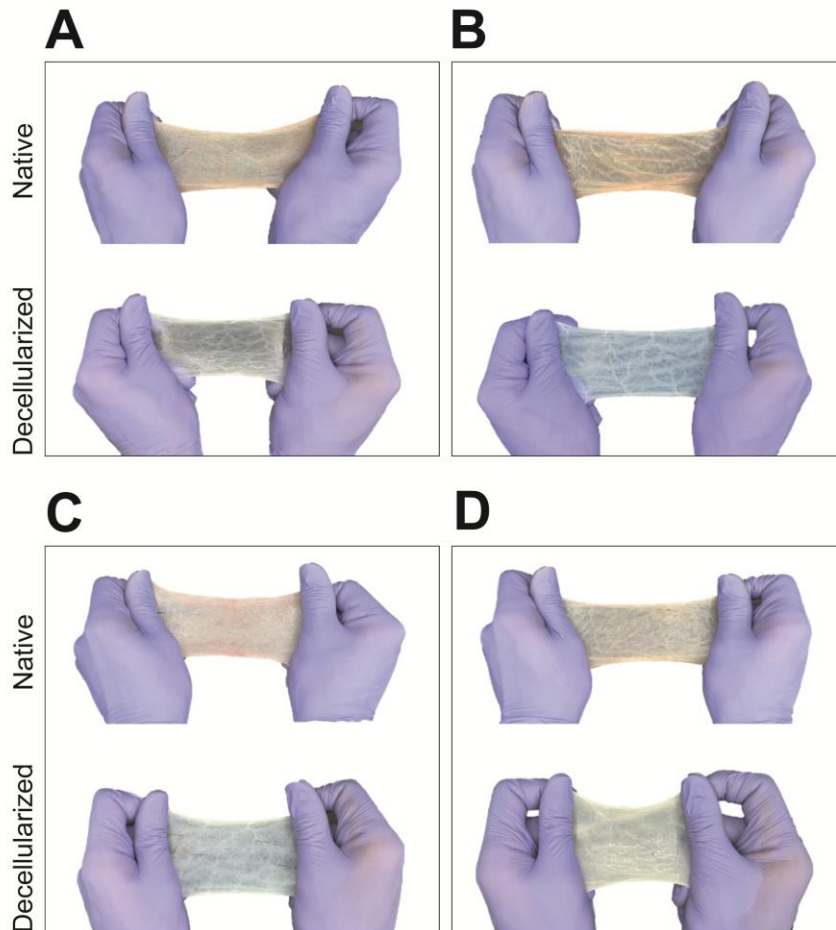 A
B
Native
Decellularized
C
D
Native
Decellularized